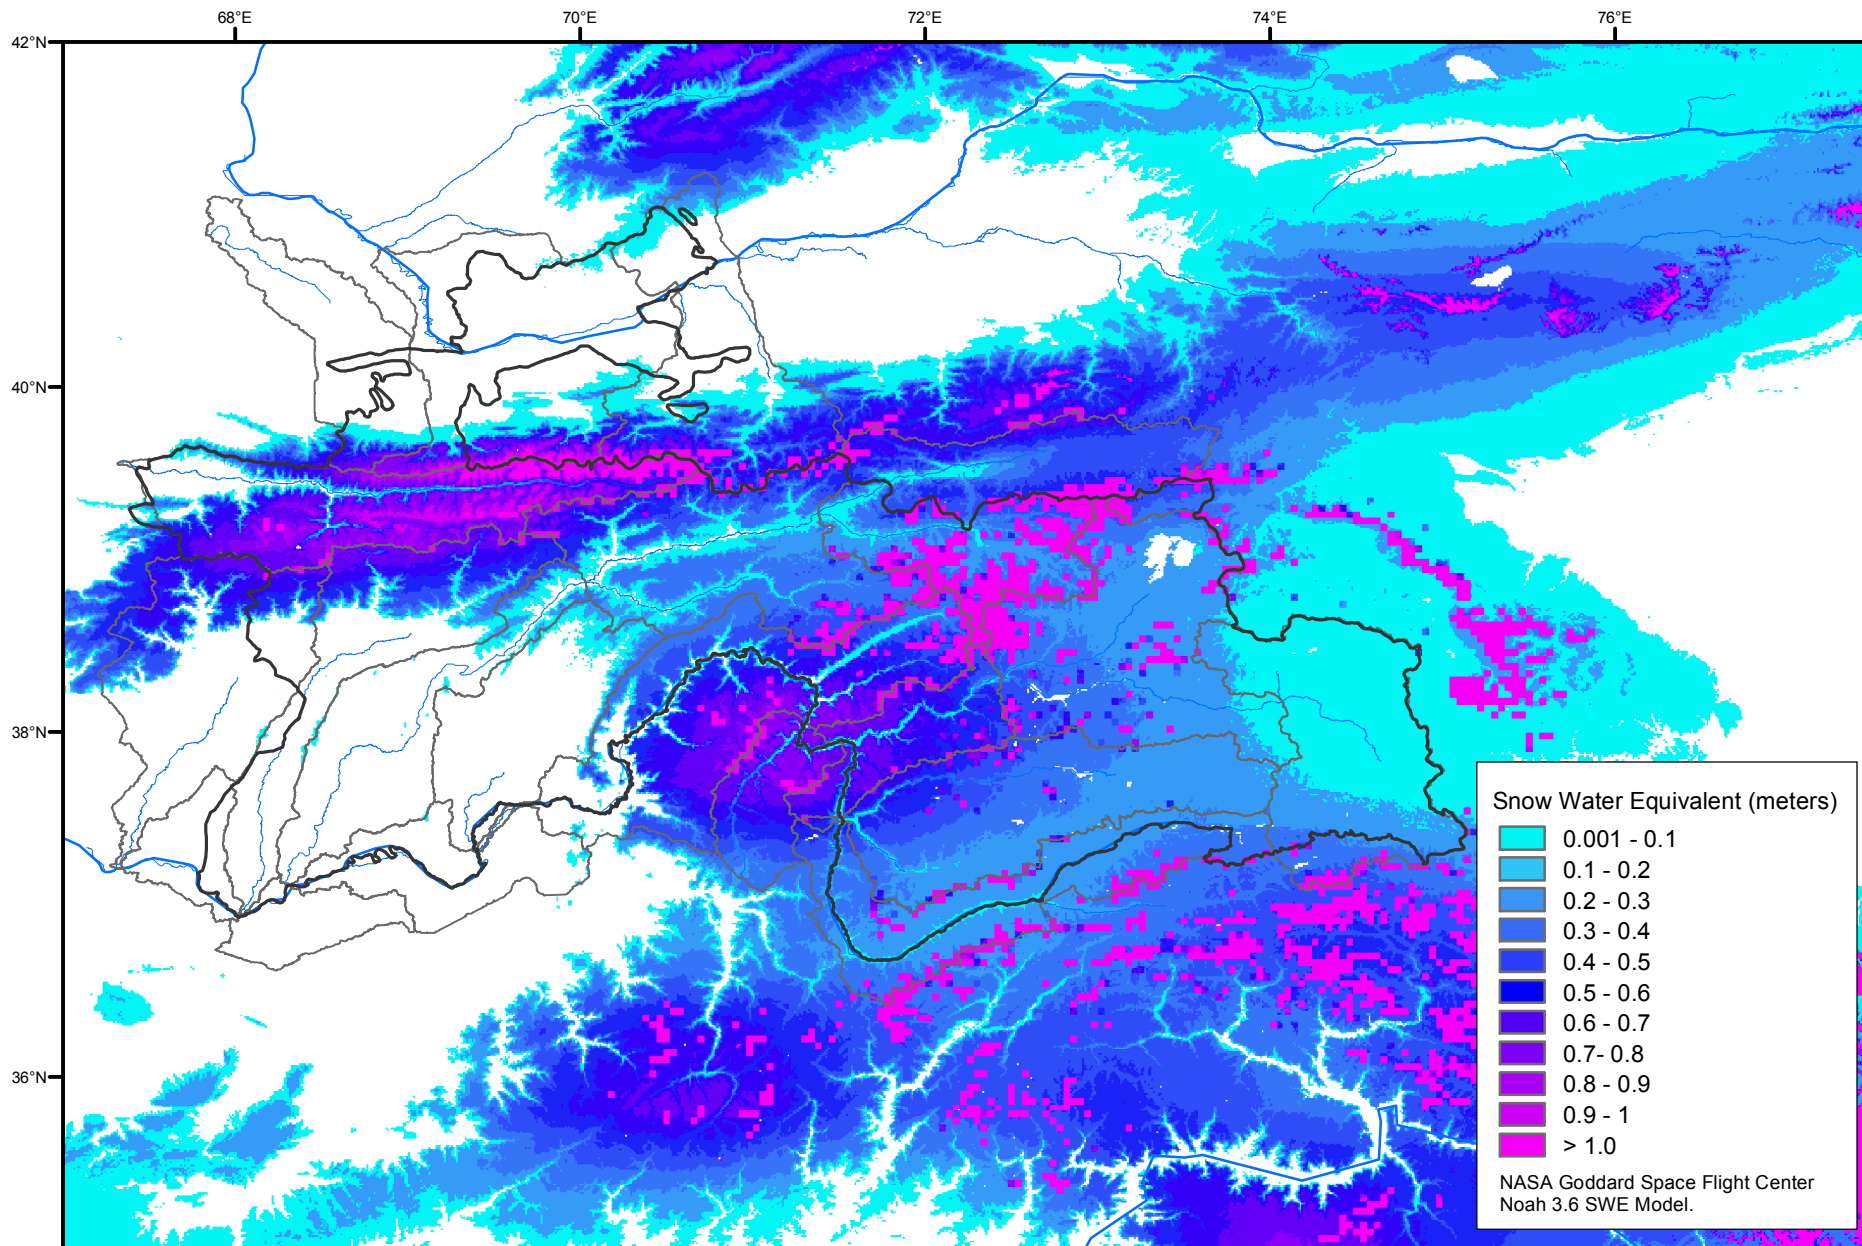 68°E 70°E 72°E 74°E 76°E
42°N
40°N
38°N
36°N
Snow Water Equivalent (meters)
0.001 - 0.1
0.1 - 0.2
0.2 - 0.3
0.3 - 0.4
0.4 - 0.5
0.5 - 0.6
0.6 - 0.7
0.7- 0.8
0.8 - 0.9
0.9 - 1
> 1.0
NASA Goddard Space Flight Center
Noah 3.6 SWE Model.